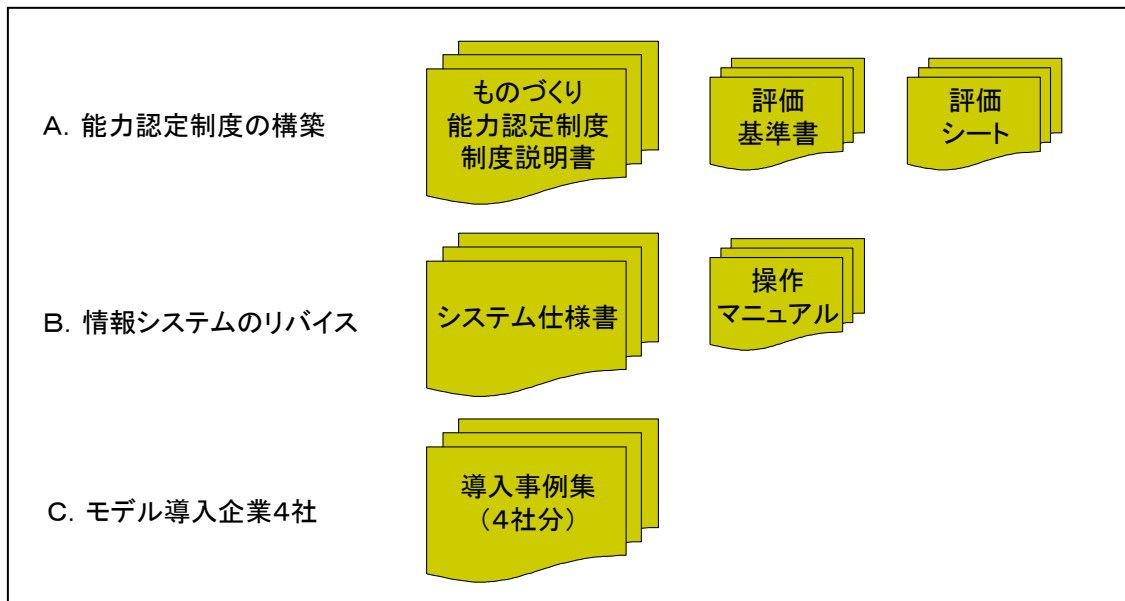 A．能力認定制度の構築
ものづくり
能力認定制度
制度説明書
評価
基準書
評価
シート
B．情報システムのリバイス
システム仕様書
操作
マニュアル
C．モデル導入企業4社
導入事例集
（4社分）